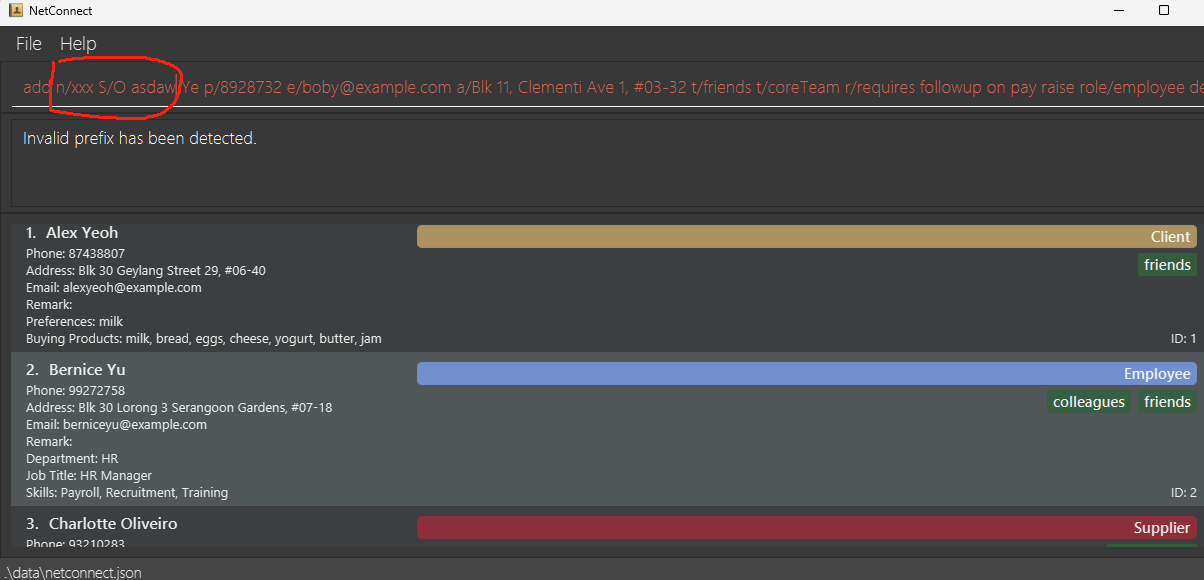 NetConnect
File Help
add n/xxx S/O asdaw Ye p/8928732 e/boby@example.com a/Blk 11, Clementi Ave 1, #03-32 t/friends t/coreTeam r/requires followup on pay raise role/employee de
Invalid prefix has been detected.
1. Alex Yeoh
Client
Phone: 87438807
friends
Address: Blk 30 Geylang Street 29, #06-40
Email: alexyeoh@example.com
Remark:
Preferences: milk
Buying Products: milk, bread, eggs, cheese, yogurt, butter, jam
ID: 1
2. Bernice Yu
Employee
Phone: 99272758
colleagues friends
Address: Blk 30 Lorong 3 Serangoon Gardens, #07-18
Email: berniceyu@example.com
Remark:
Department: HR
Job Title: HR Manager
Skills: Payroll, Recruitment, Training
ID: 2
3. Charlotte Oliveiro
Supplier
Phone: 93210283
.\data\netconnect.json